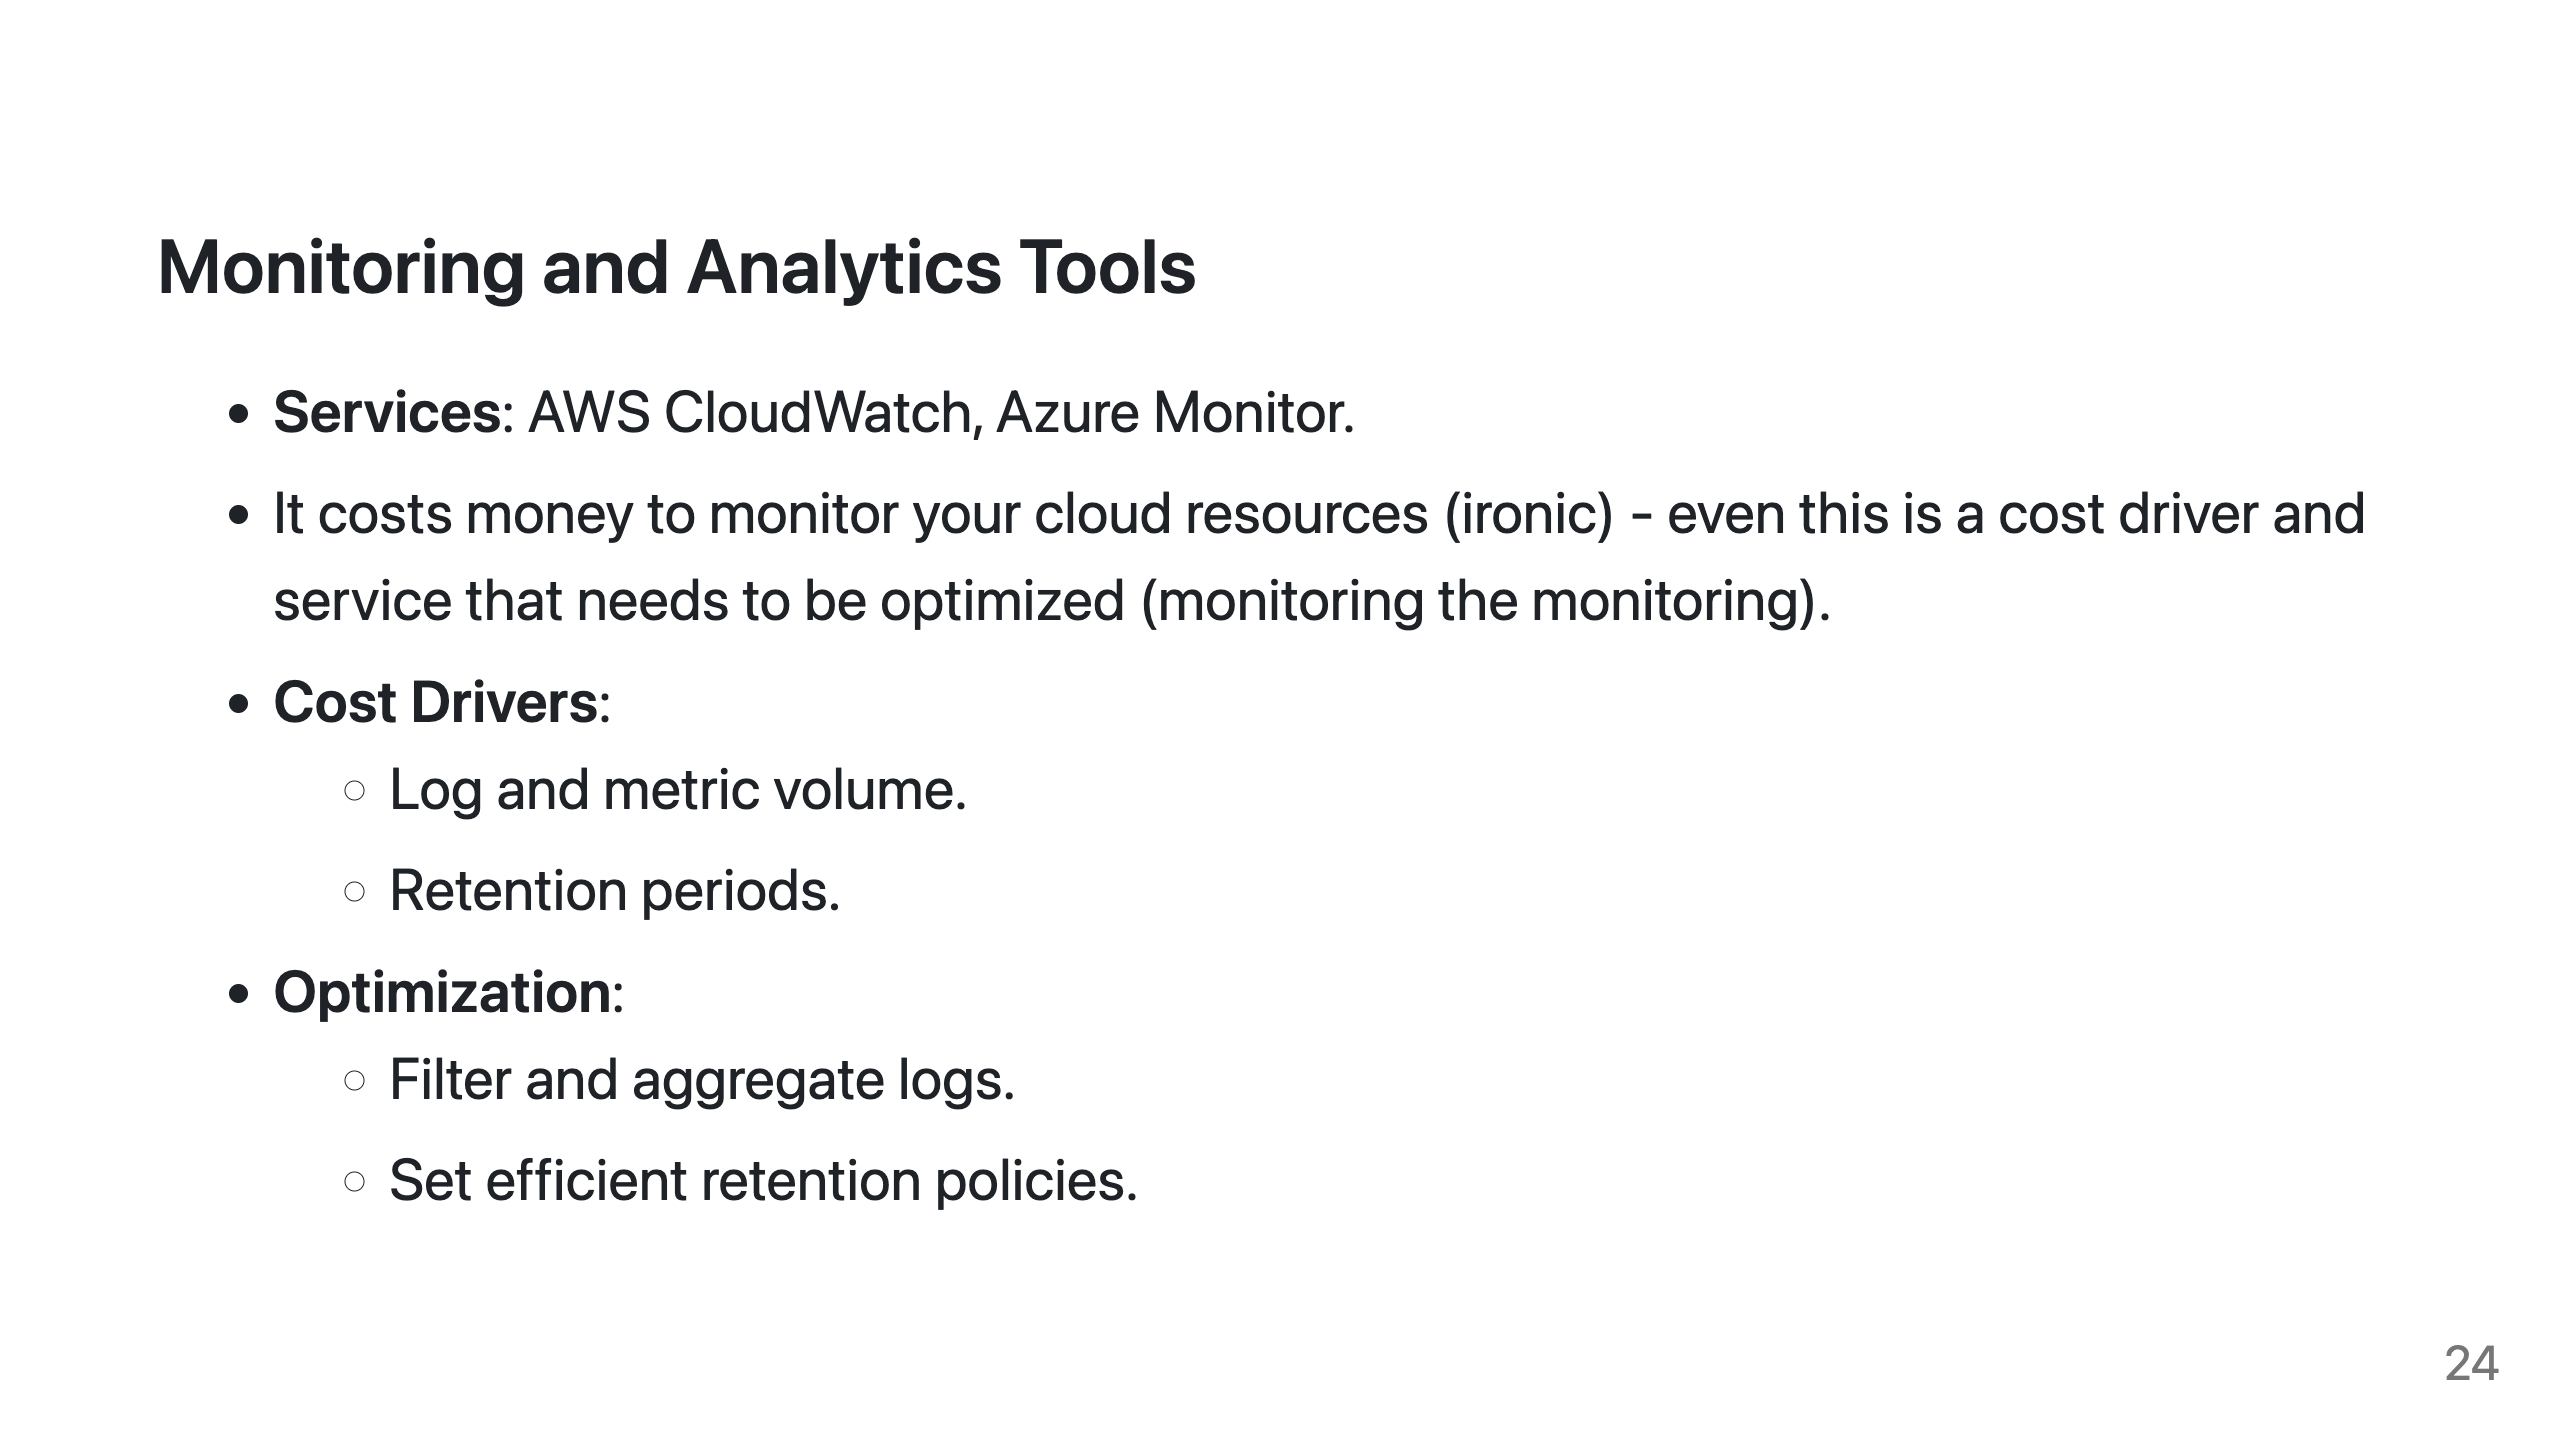 Monitoring and Analytics Tools
Services: AWS CloudWatch, Azure Monitor.
It costs money to monitor your cloud resources (ironic) - even this is a cost driver and
service that needs to be optimized (monitoring the monitoring).
Cost Drivers:
Log and metric volume.
Retention periods.
Optimization:
Filter and aggregate logs.
Set efficient retention policies.
24